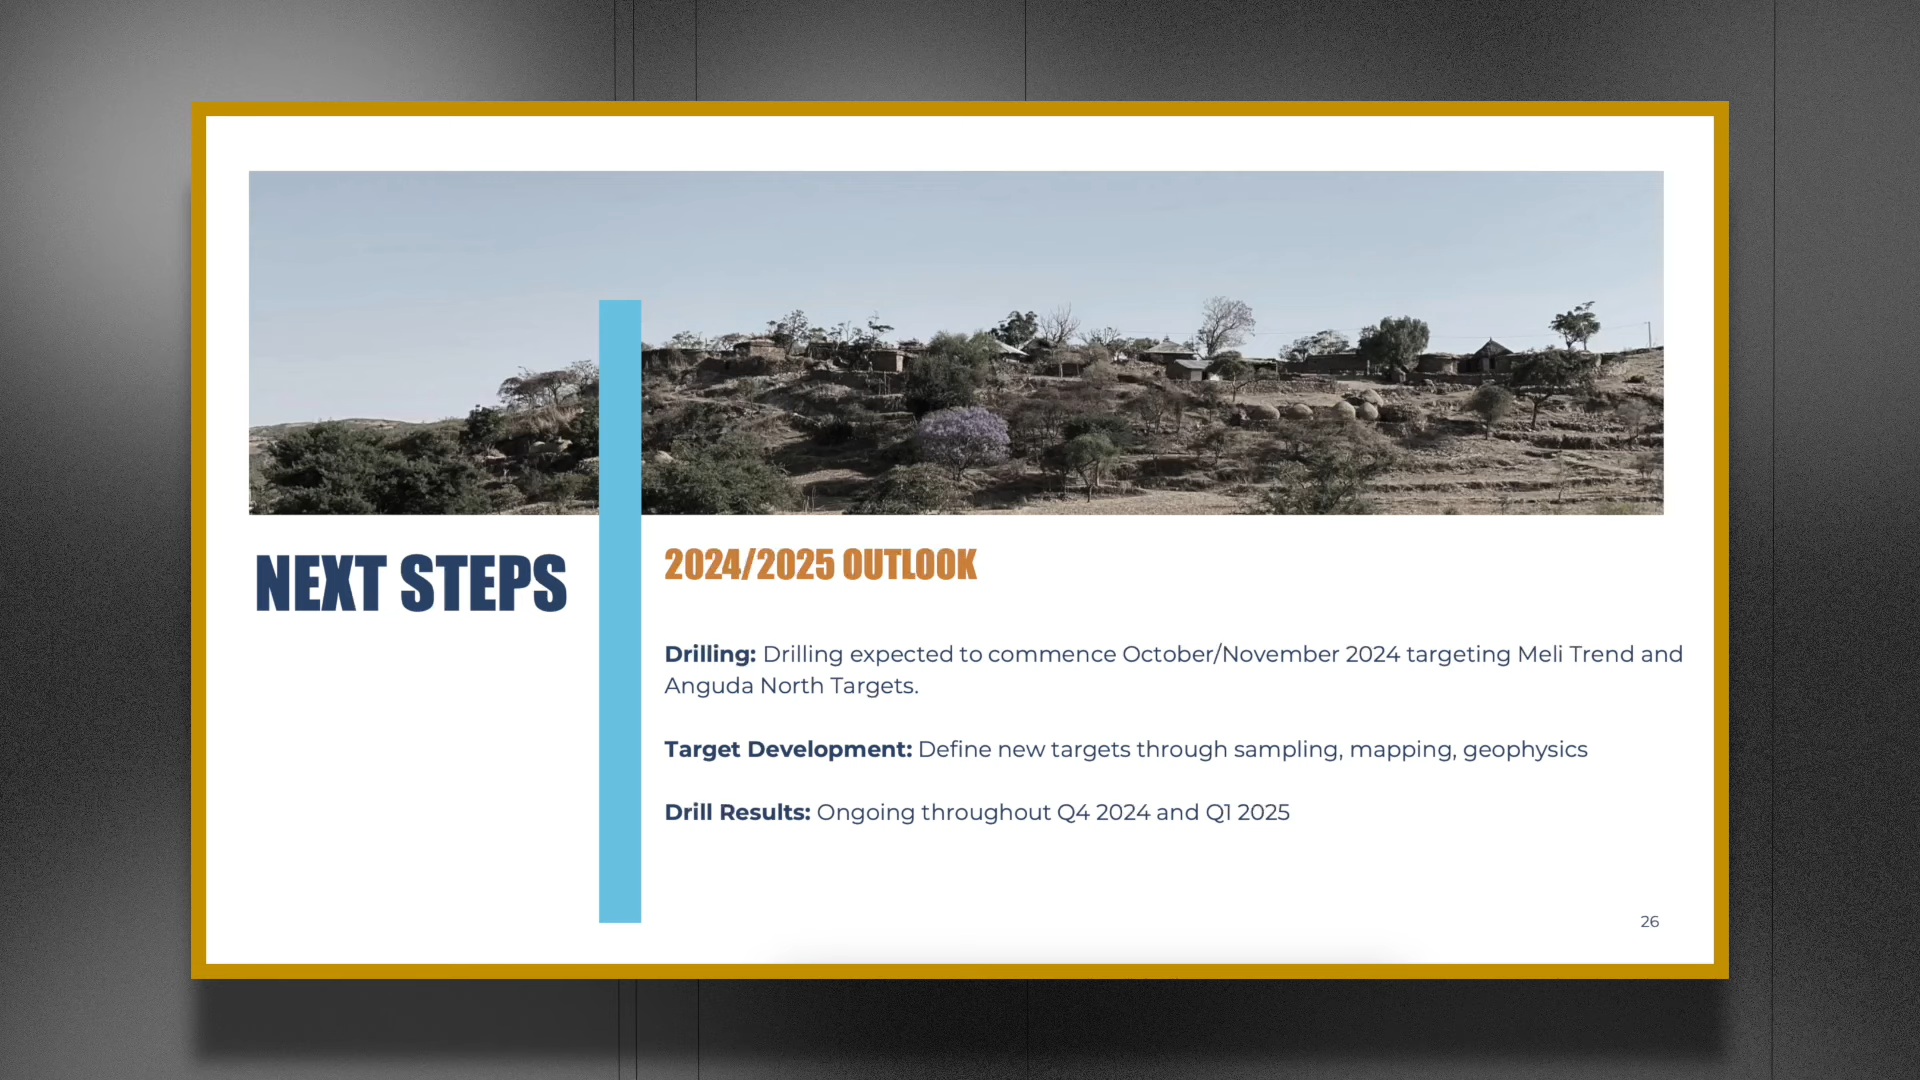 NEXT STEPS
2024/2025 OUTLOOK
Drilling: Drilling expected to commence October/November 2024 targeting Meli Trend and
Anguda North Targets.
Target Development: Define new targets through sampling, mapping, geophysics
Drill Results: Ongoing throughout Q4 2024 and Q1 2025
26